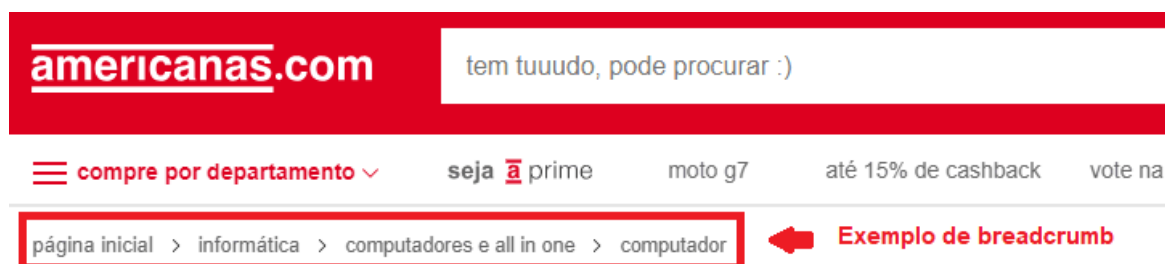 americanas.com
tem tuuudo, pode procurar :)
compre por departamento
seja a prime
moto g7
até 15% de cashback
vote na
página inicial > informática > computadores e all in one > computador
Exemplo de breadcrumb